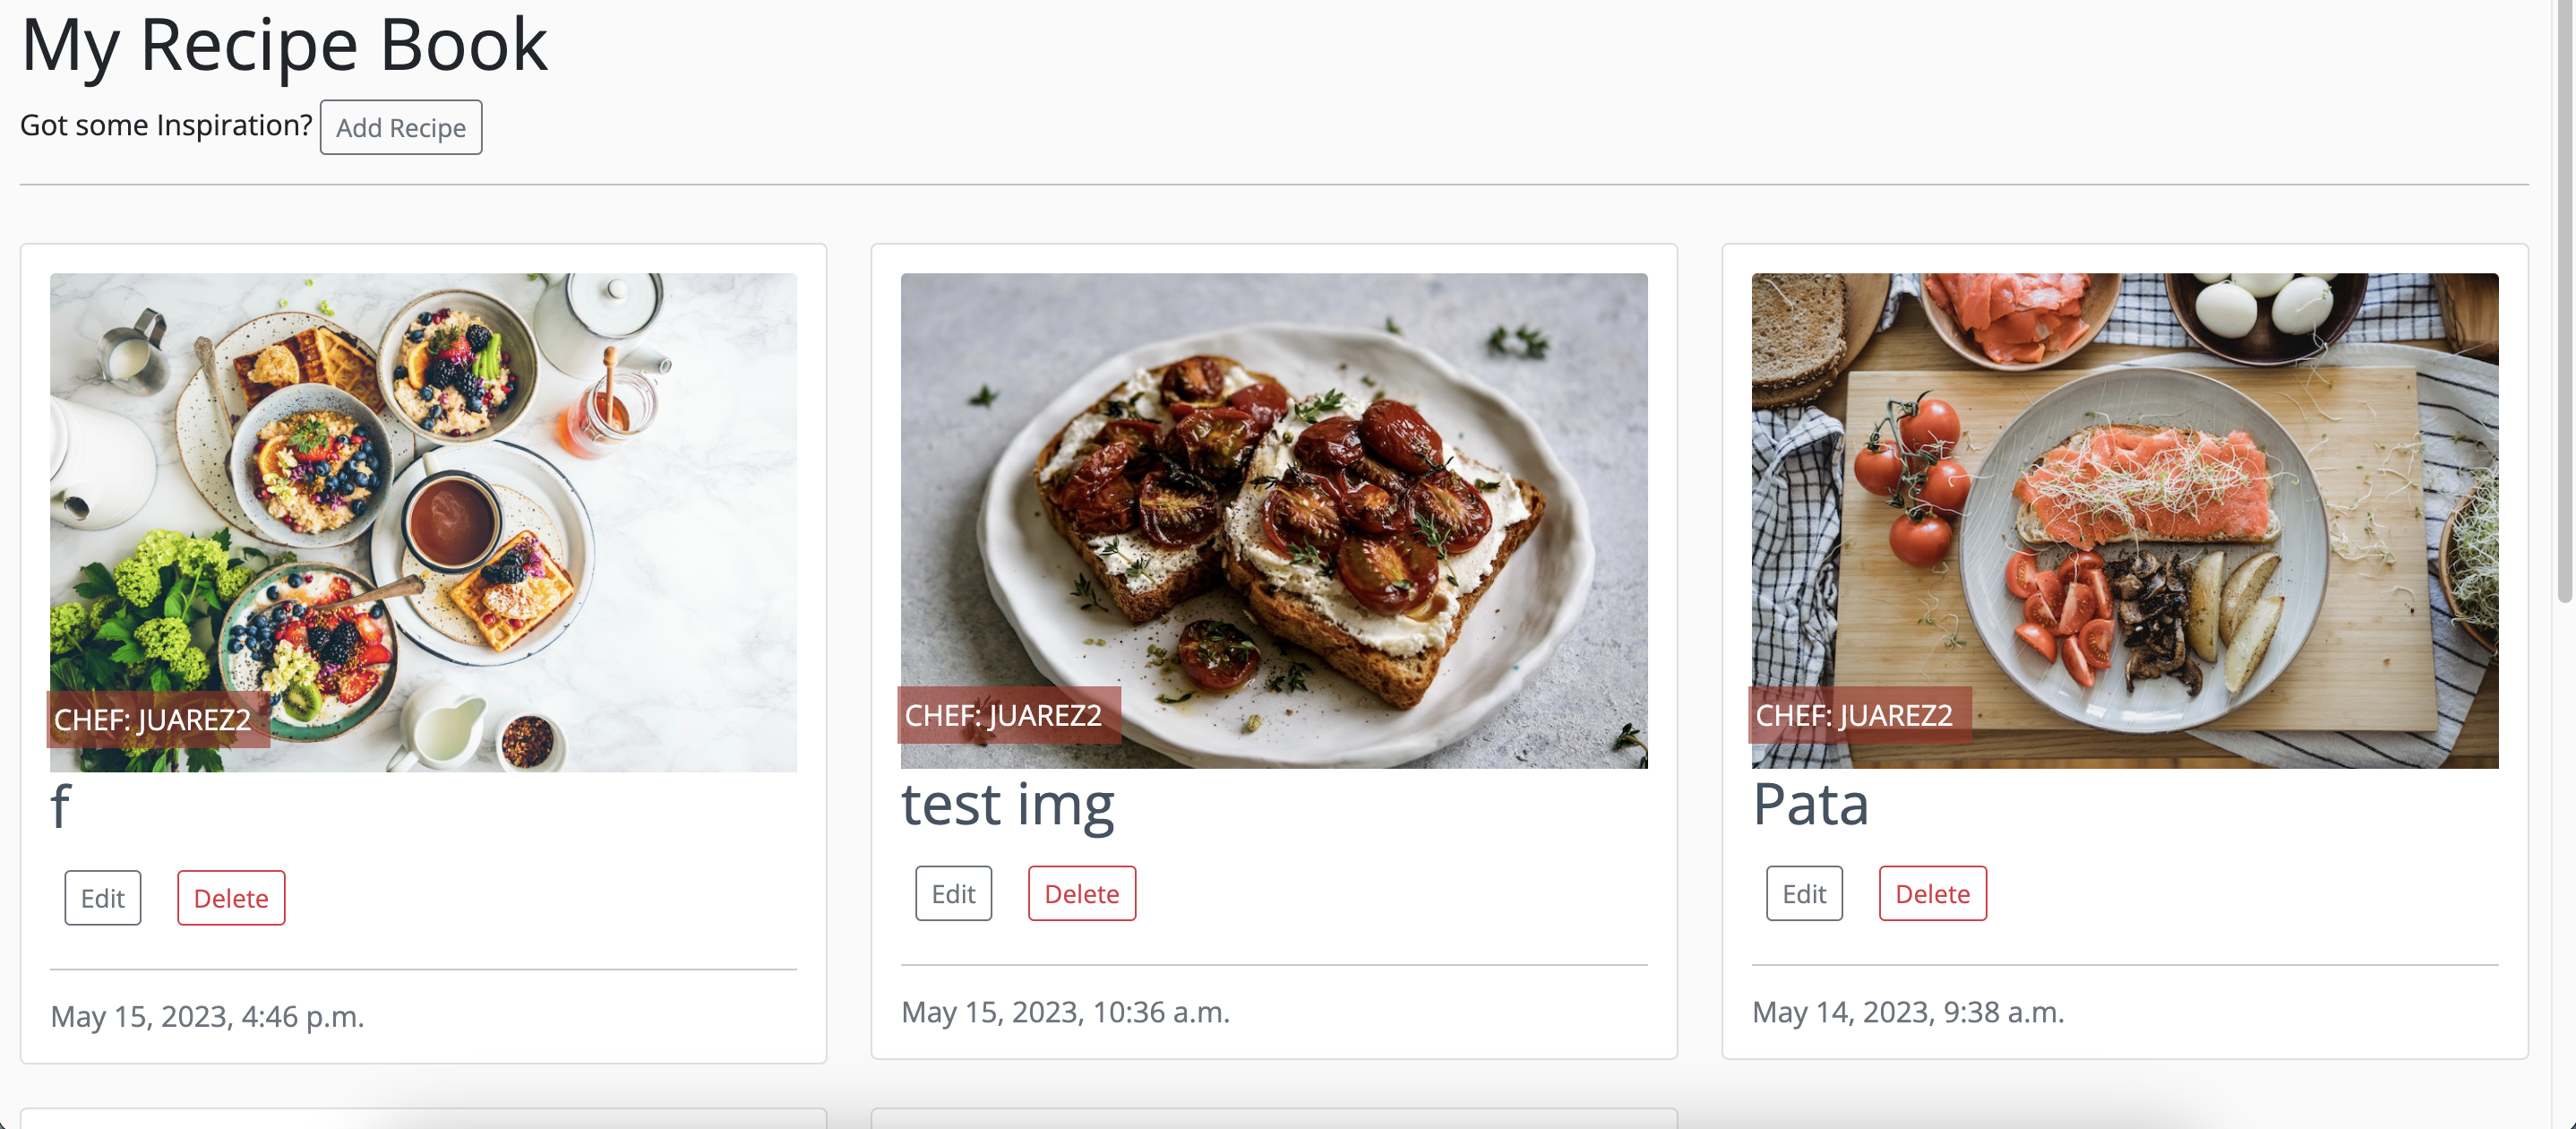 My Recipe Book
Got some Inspiration? Add Recipe
CHEF: JUAREZ2
f
Edit Delete
May 15, 2023, 4:46 p.m.
CHEF: JUAREZ2
test img
Edit Delete
May 15, 2023, 10:36 a.m.
CHEF: JUAREZ2
Pata
Edit Delete
May 14, 2023, 9:38 a.m.